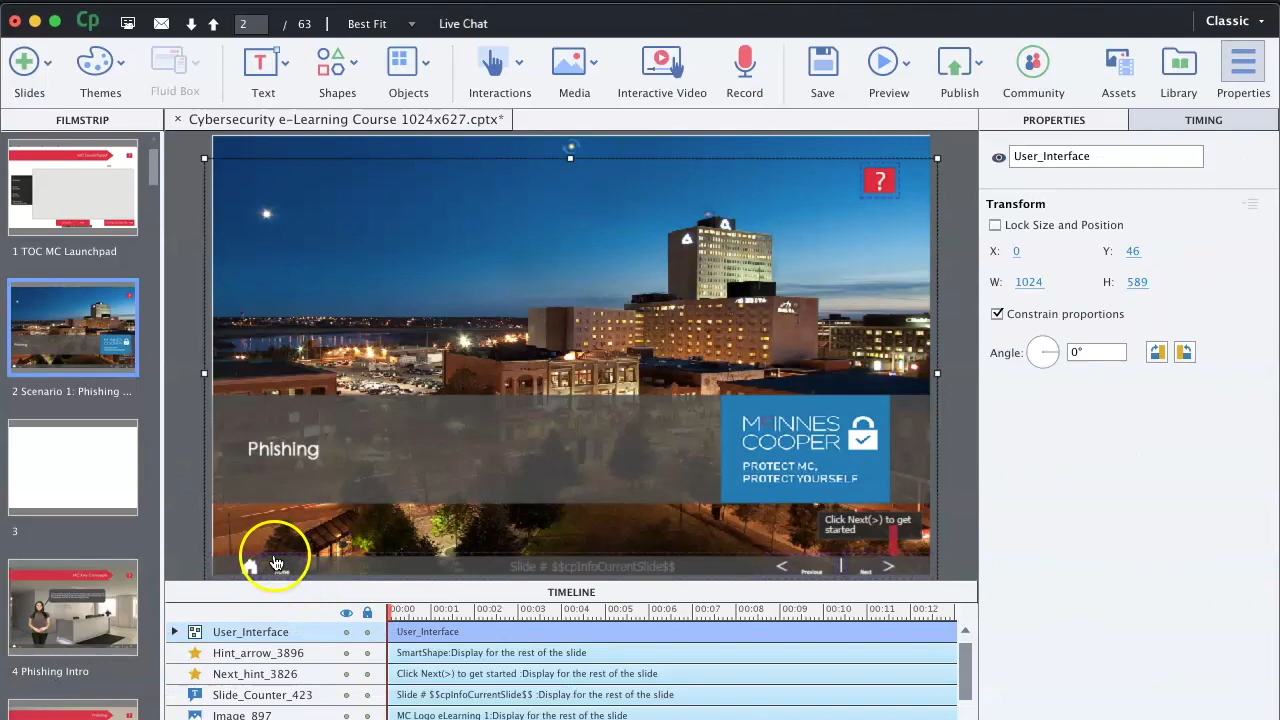 Cp
2 / 63
Best Fit
Live Chat
Classic
Slides
Themes
Fluid Box
Text
Shapes
Objects
Interactions
Media
Interactive Video
Record
Save
Preview
Publish
Community
Assets
Library
Properties
FILMSTRIP
× Cybersecurity e-Learning Course 1024x627.cptx*
PROPERTIES
TIMING
1 TOC MC Launchpad
2 Scenario 1: Phishing ...
3
4 Phishing Intro
?
Phishing
MCINNES
COOPER
PROTECT MC,
PROTECT YOURSELF
Click Next(>) to get
started
Home
Slide # $$cpInfoCurrentSlide$$
<
Previous
Next
>
User_Interface
Transform
Lock Size and Position
X: 0
Y: 46
W: 1024
H: 589
Constrain proportions
Angle: 0°
TIMELINE
00:00 00:01 00:02 00:03 00:04 00:05 00:06 00:07 00:08 00:09 00:10 00:11 00:12
User_Interface
User_Interface
Hint_arrow_3896
SmartShape:Display for the rest of the slide
Next_hint_3826
Click Next(>) to get started :Display for the rest of the slide
Slide_Counter_423
Slide # $$cpInfoCurrentSlide$$ :Display for the rest of the slide
Image_897
MC Logo eLearning 1:Display for the rest of the slide